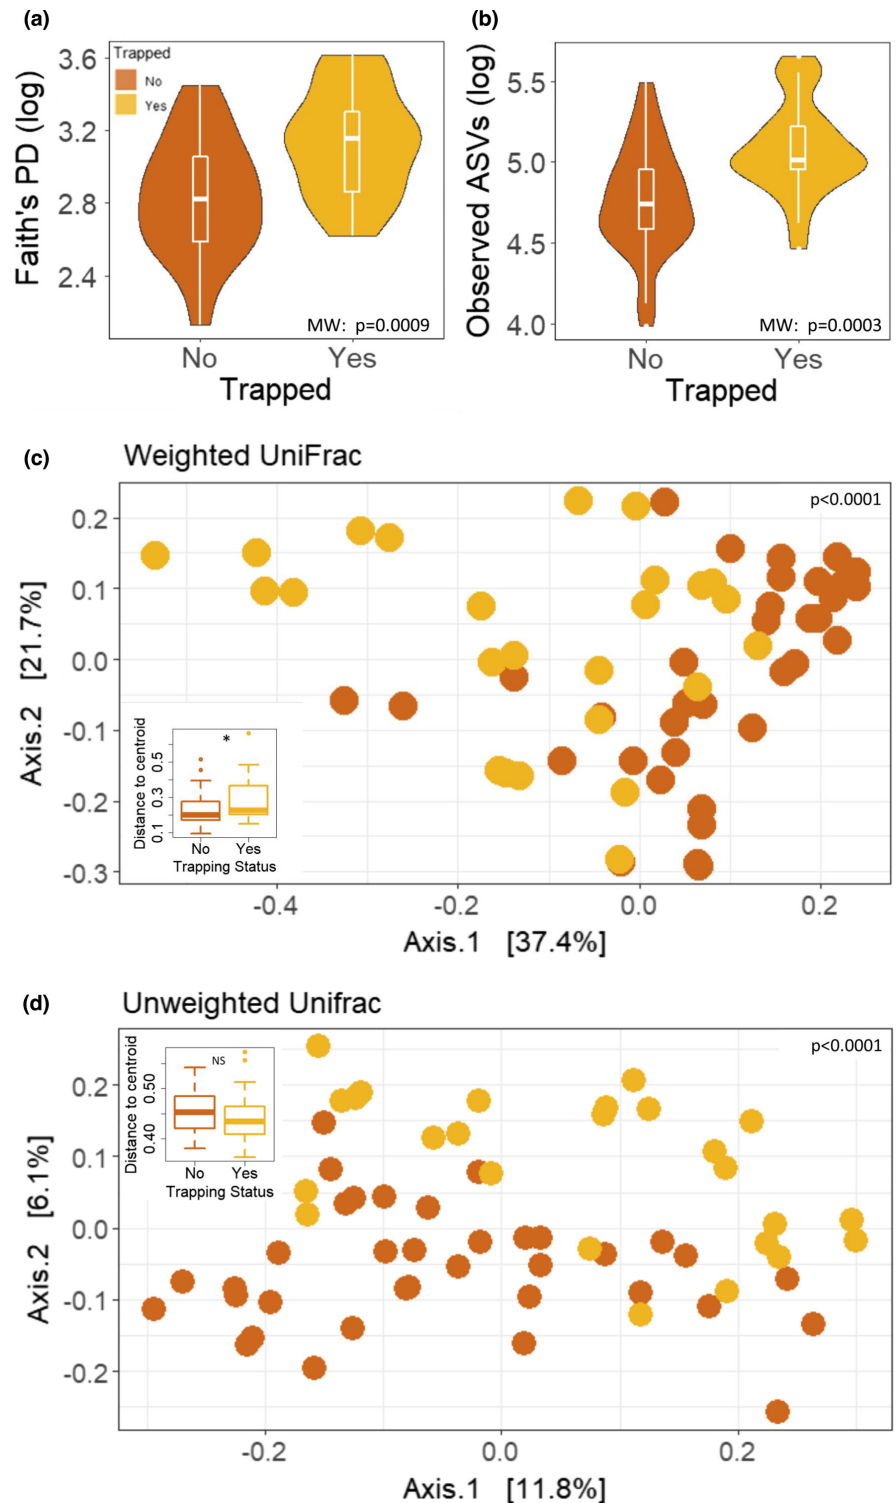 (a)
Trapped
No
Yes
Faith's PD (log)
3.6
3.2
2.8
2.4
MW: p=0.0009
No Yes
Trapped
(b)
Observed ASVs (log)
5.5
5.0
4.5
4.0
MW: p=0.0003
No Yes
Trapped
(c)
Weighted UniFrac
p<0.0001
Axis.2 [21.7%]
0.2
0.1
0.0
-0.1
-0.2
-0.3
Distance to centroid
0.5
0.3
0.1
*
No Yes
Trapping Status
-0.4 -0.2 0.0 0.2
Axis.1 [37.4%]
(d)
Unweighted Unifrac
p<0.0001
Axis.2 [6.1%]
0.2
0.1
0.0
-0.1
-0.2
Distance to centroid
0.50
0.40
NS
No Yes
Trapping Status
-0.2 0.0 0.2
Axis.1 [11.8%]